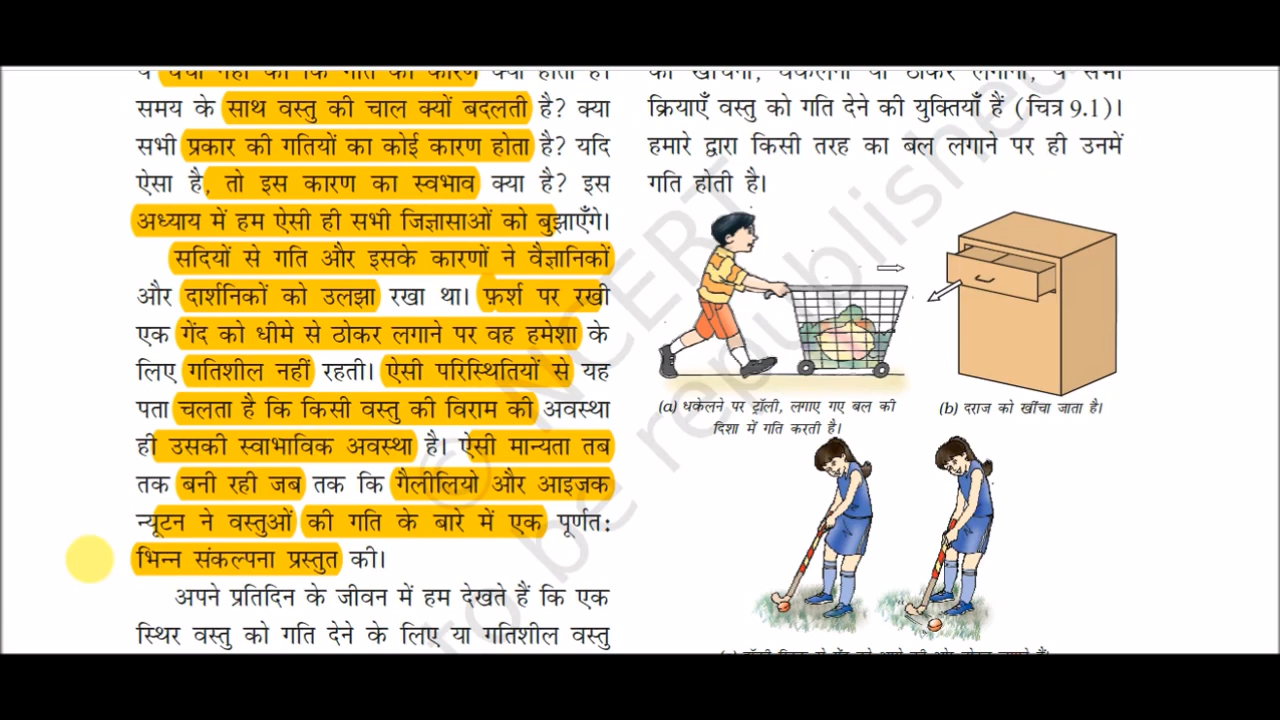 समय के साथ वस्तु की चाल क्यों बदलती है? क्या
सभी प्रकार की गतियों का कोई कारण होता है? यदि
ऐसा है, तो इस कारण का स्वभाव क्या है? इस
अध्याय में हम ऐसी ही सभी जिज्ञासाओं को बुझाएँगे।
सदियों से गति और इसके कारणों ने वैज्ञानिकों
और दार्शनिकों को उलझा रखा था। फ़र्श पर रखी
एक गेंद को धीमे से ठोकर लगाने पर वह हमेशा के
लिए गतिशील नहीं रहती। ऐसी परिस्थितियों से यह
पता चलता है कि किसी वस्तु की विराम की अवस्था
ही उसकी स्वाभाविक अवस्था है। ऐसी मान्यता तब
तक बनी रही जब तक कि गैलीलियो और आइजक
न्यूटन ने वस्तुओं की गति के बारे में एक पूर्णत:
भिन्न संकल्पना प्रस्तुत की।
अपने प्रतिदिन के जीवन में हम देखते हैं कि एक
स्थिर वस्तु को गति देने के लिए या गतिशील वस्तु
क्रियाएँ वस्तु को गति देने की युक्तियाँ हैं (चित्र 9.1)।
हमारे द्वारा किसी तरह का बल लगाने पर ही उनमें
गति होती है।
(a) धकेलने पर ट्रॉली, लगाए गए बल की
दिशा में गति करती है।
(b) दराज को खींचा जाता है।
© NCERT
be republished